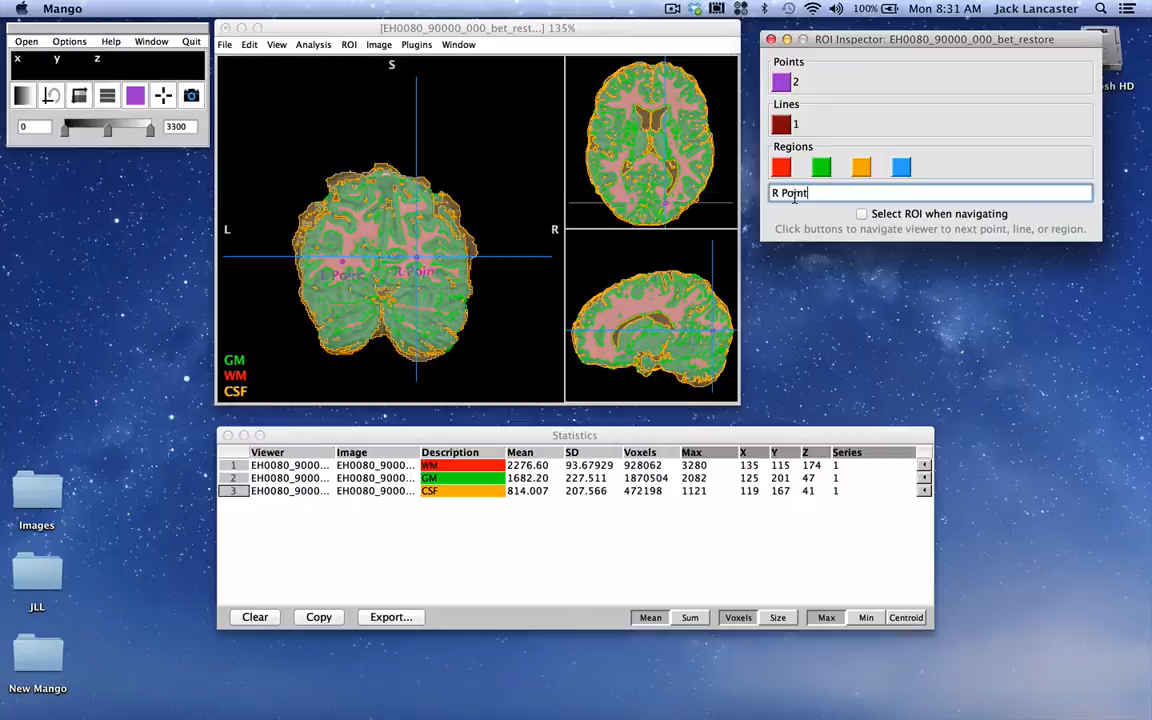 Mango
100%
Mon 8:31 AM
Jack Lancaster
Open Options Help Window Quit
x y z
0
3300
[EH0080_90000_000_bet_rest...] 135%
File Edit View Analysis ROI Image Plugins Window
S
L
R
L Point
R Point
GM
WM
CSF
ROI Inspector: EH0080_90000_000_bet_restore
Points
2
Lines
1
Regions
R Point
Select ROI when navigating
Click buttons to navigate viewer to next point, line, or region.
Statistics
Viewer Image Description Mean SD Voxels Max X Y Z Series
1 EH0080_9000... EH0080_9000... WM 2276.60 93.67929 928062 3280 135 115 174 1
2 EH0080_9000... EH0080_9000... GM 1682.20 227.511 1870504 2082 125 201 47 1
3 EH0080_9000... EH0080_9000... CSF 814.007 207.566 472198 1121 119 167 41 1
Clear Copy Export... Mean Sum Voxels Size Max Min Centroid
Images
JLL
New Mango